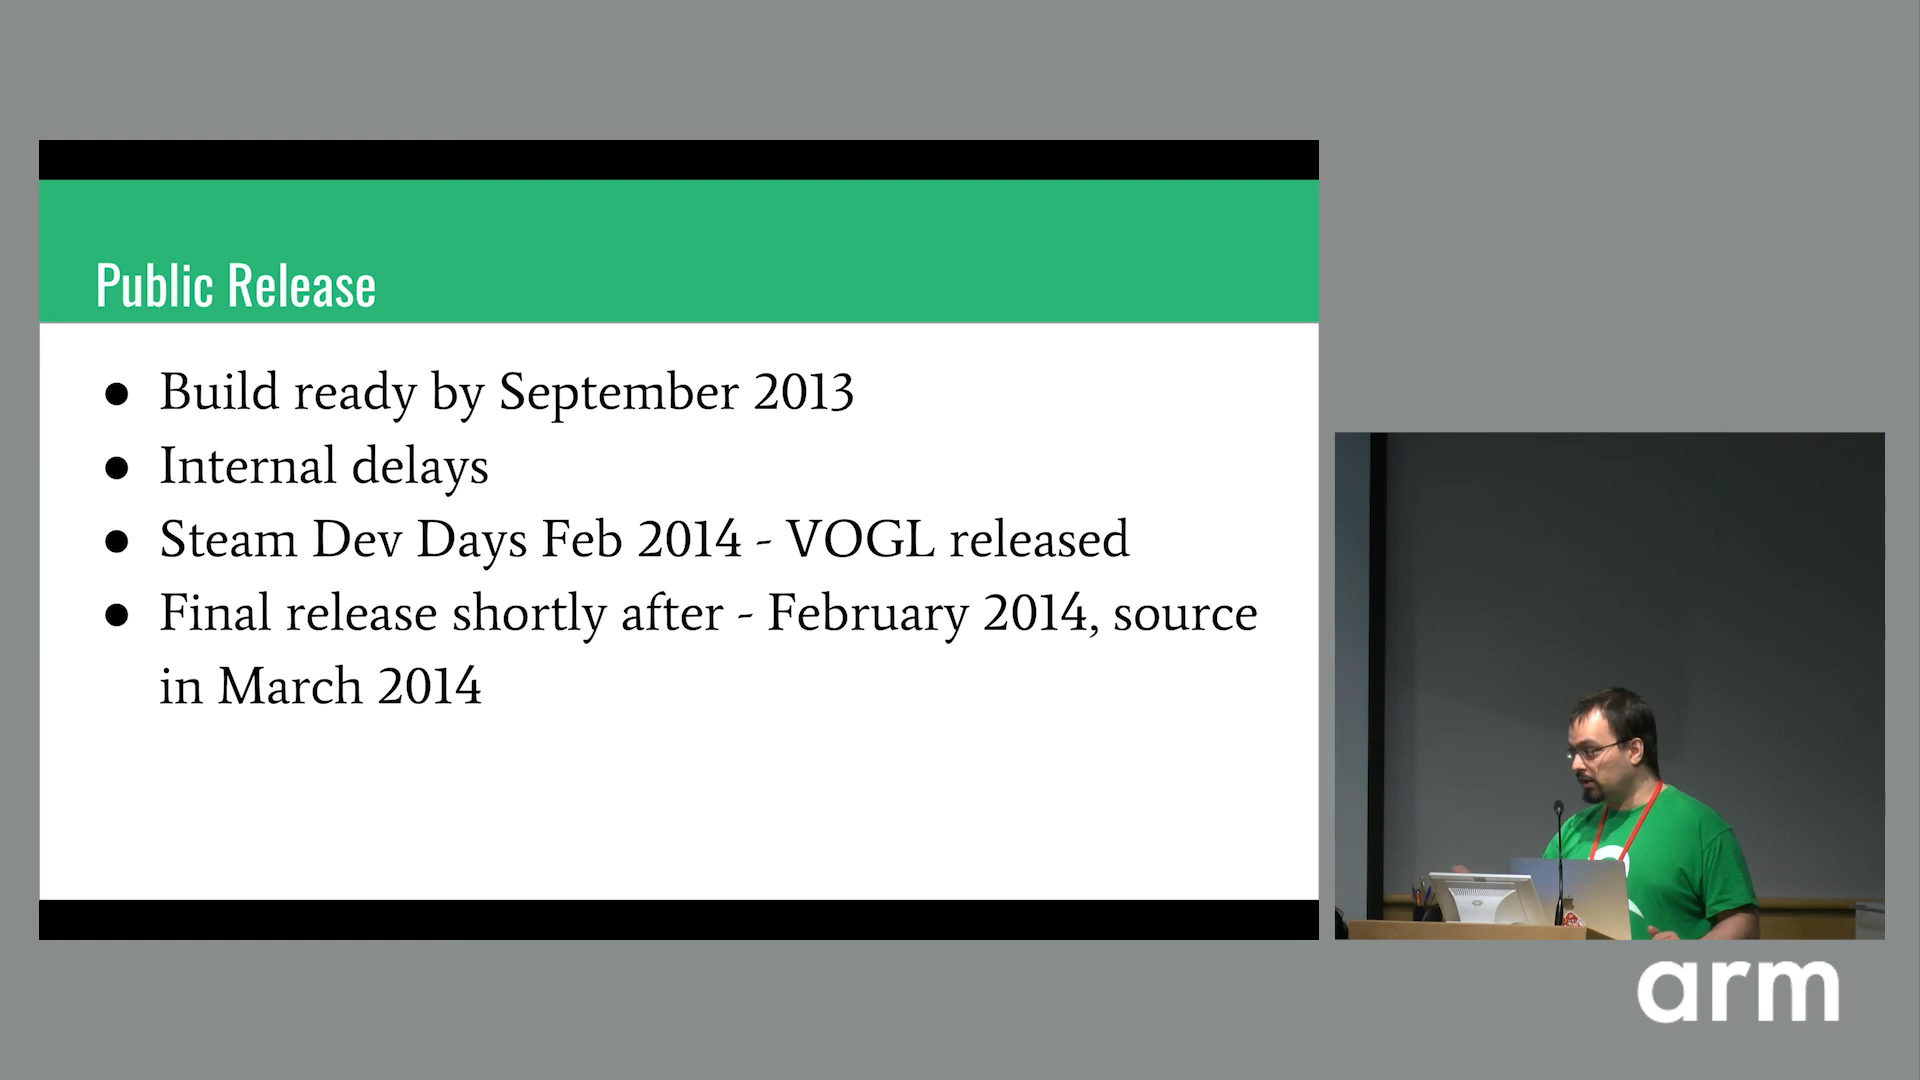 Public Release
● Build ready by September 2013
● Internal delays
● Steam Dev Days Feb 2014 - VOGL released
● Final release shortly after - February 2014, source
in March 2014
arm